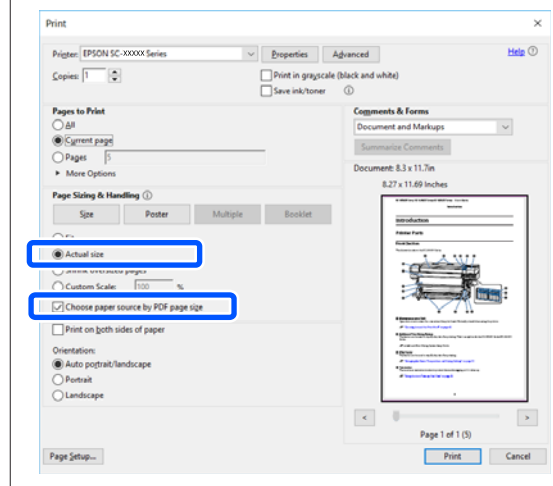 Print
Printer: EPSON SC-XXXXX Series Properties Advanced Help
Copies: 1 Print in grayscale (black and white)
Save ink/toner
Pages to Print Comments & Forms
All Document and Markups
Current page Summarize Comments
Pages 5
More Options Document: 8.3 x 11.7in
8.27 x 11.69 Inches
Page Sizing & Handling
Size Poster Multiple Booklet
Actual size
Shrink oversized pages
Custom Scale: 100 %
Choose paper source by PDF page size
Print on both sides of paper
Orientation:
Auto portrait/landscape
Portrait
Landscape
Introduction
Printer Parts
< >
Page 1 of 1 (5)
Page Setup... Print Cancel